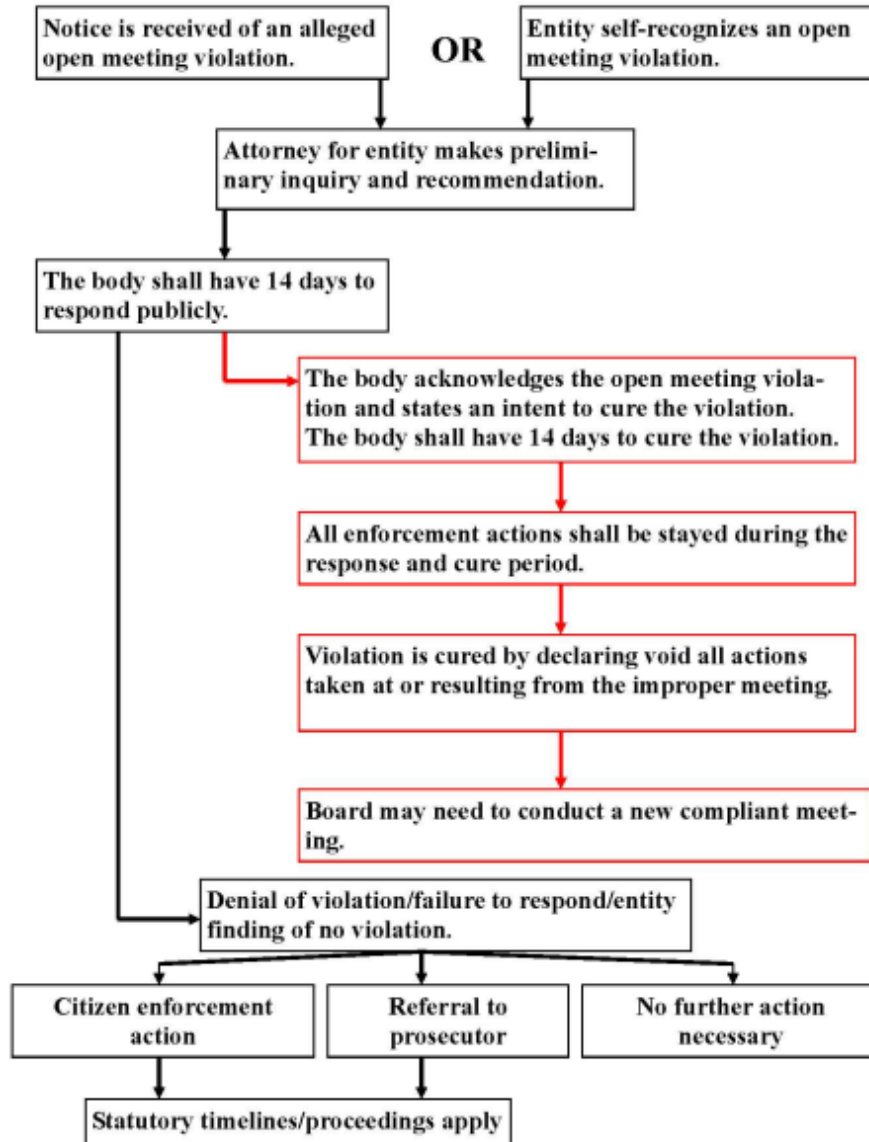 Notice is received of an alleged
open meeting violation.
OR
Entity self-recognizes an open
meeting violation.
Attorney for entity makes prelimi-
nary inquiry and recommendation.
The body shall have 14 days to
respond publicly.
The body acknowledges the open meeting viola-
tion and states an intent to cure the violation.
The body shall have 14 days to cure the violation.
All enforcement actions shall be stayed during the
response and cure period.
Violation is cured by declaring void all actions
taken at or resulting from the improper meeting.
Board may need to conduct a new compliant meet-
ing.
Denial of violation/failure to respond/entity
finding of no violation.
Citizen enforcement
action
Referral to
prosecutor
No further action
necessary
Statutory timelines/proceedings apply